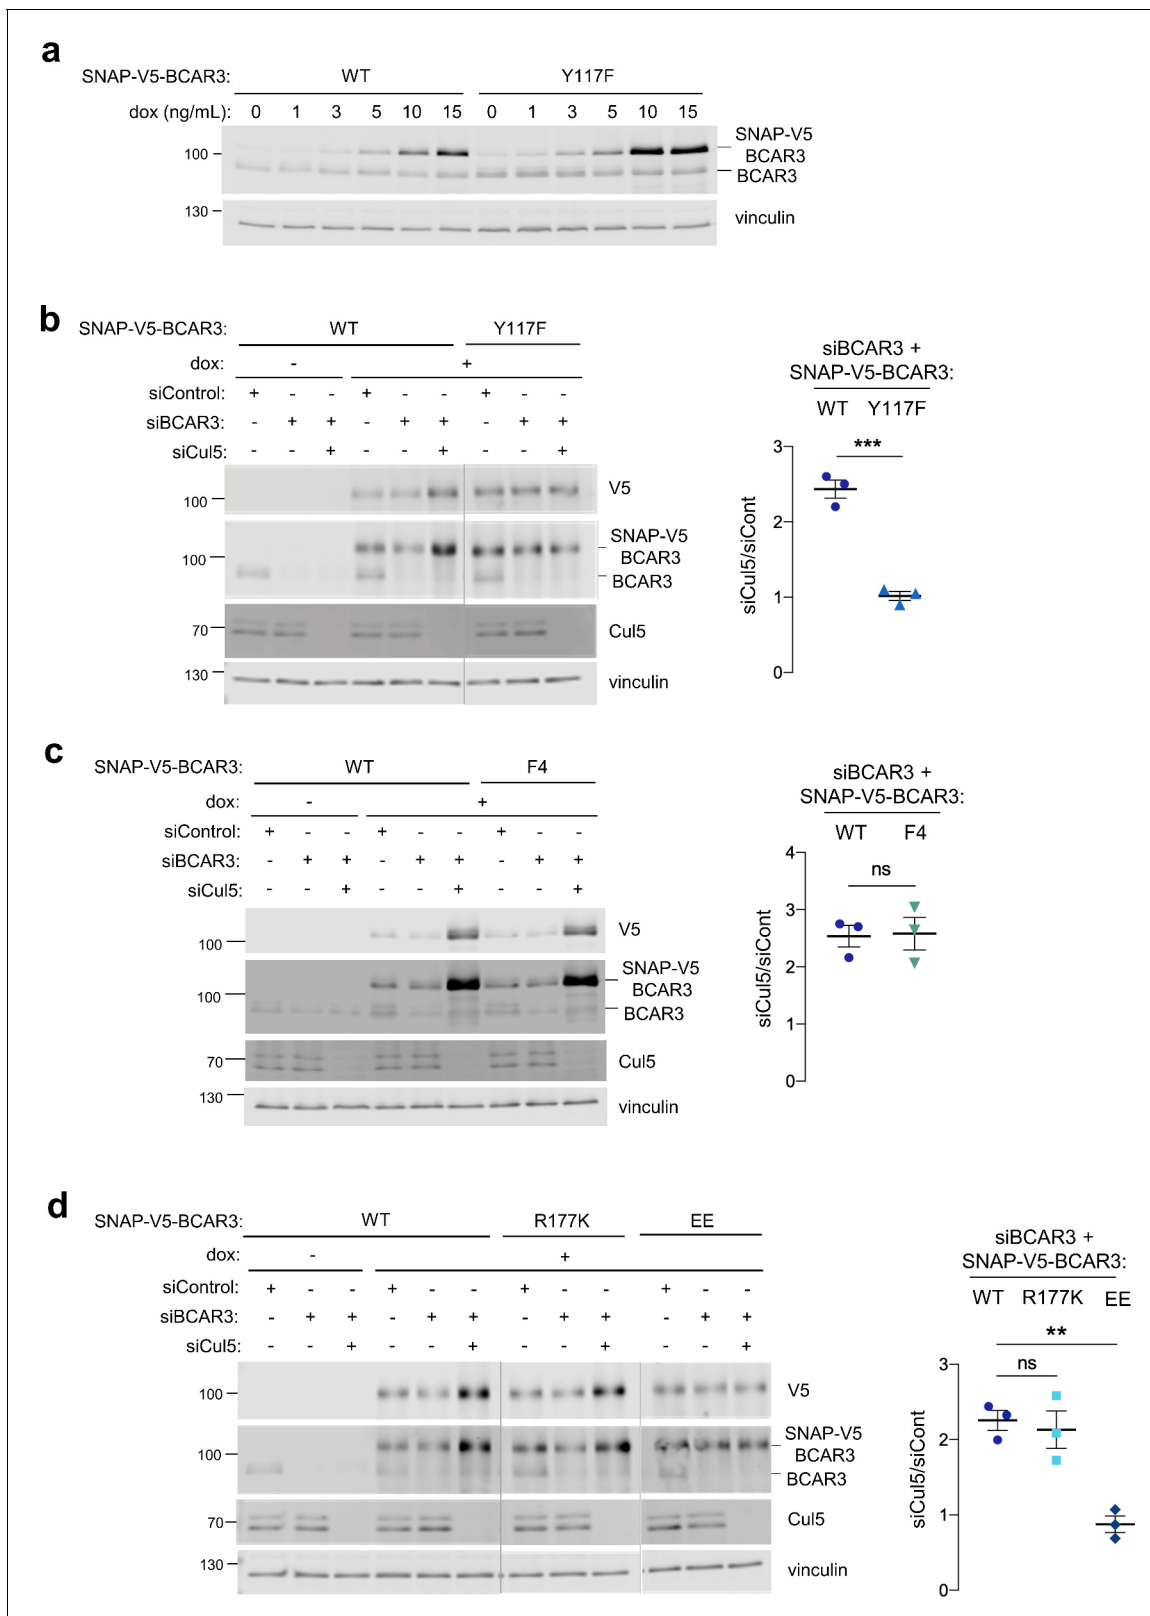 a
SNAP-V5-BCAR3: WT Y117F
dox (ng/mL): 0 1 3 5 10 15 0 1 3 5 10 15
100 SNAP-V5
BCAR3
BCAR3
130 vinculin
b
SNAP-V5-BCAR3: WT Y117F
dox: - +
siControl: + - - + - - + - -
siBCAR3: - + + - + + - + +
siCul5: - - + - - + - - +
100 V5
100 SNAP-V5
BCAR3
BCAR3
70 Cul5
130 vinculin
siBCAR3 +
SNAP-V5-BCAR3:
WT Y117F
***
siCul5/siCont
3
2
1
0
c
SNAP-V5-BCAR3: WT F4
dox: - +
siControl: + - - + - - + - -
siBCAR3: - + + - + + - + +
siCul5: - - + - - + - - +
100 V5
100 SNAP-V5
BCAR3
BCAR3
70 Cul5
130 vinculin
siBCAR3 +
SNAP-V5-BCAR3:
WT F4
ns
siCul5/siCont
4
3
2
1
0
d
SNAP-V5-BCAR3: WT R177K EE
dox: - +
siControl: + - - + - - + - - + - -
siBCAR3: - + + - + + - + + - + +
siCul5: - - + - - + - - + - - +
100 V5
100 SNAP-V5
BCAR3
BCAR3
70 Cul5
130 vinculin
siBCAR3 +
SNAP-V5-BCAR3:
WT R177K EE
**
ns
siCul5/siCont
3
2
1
0